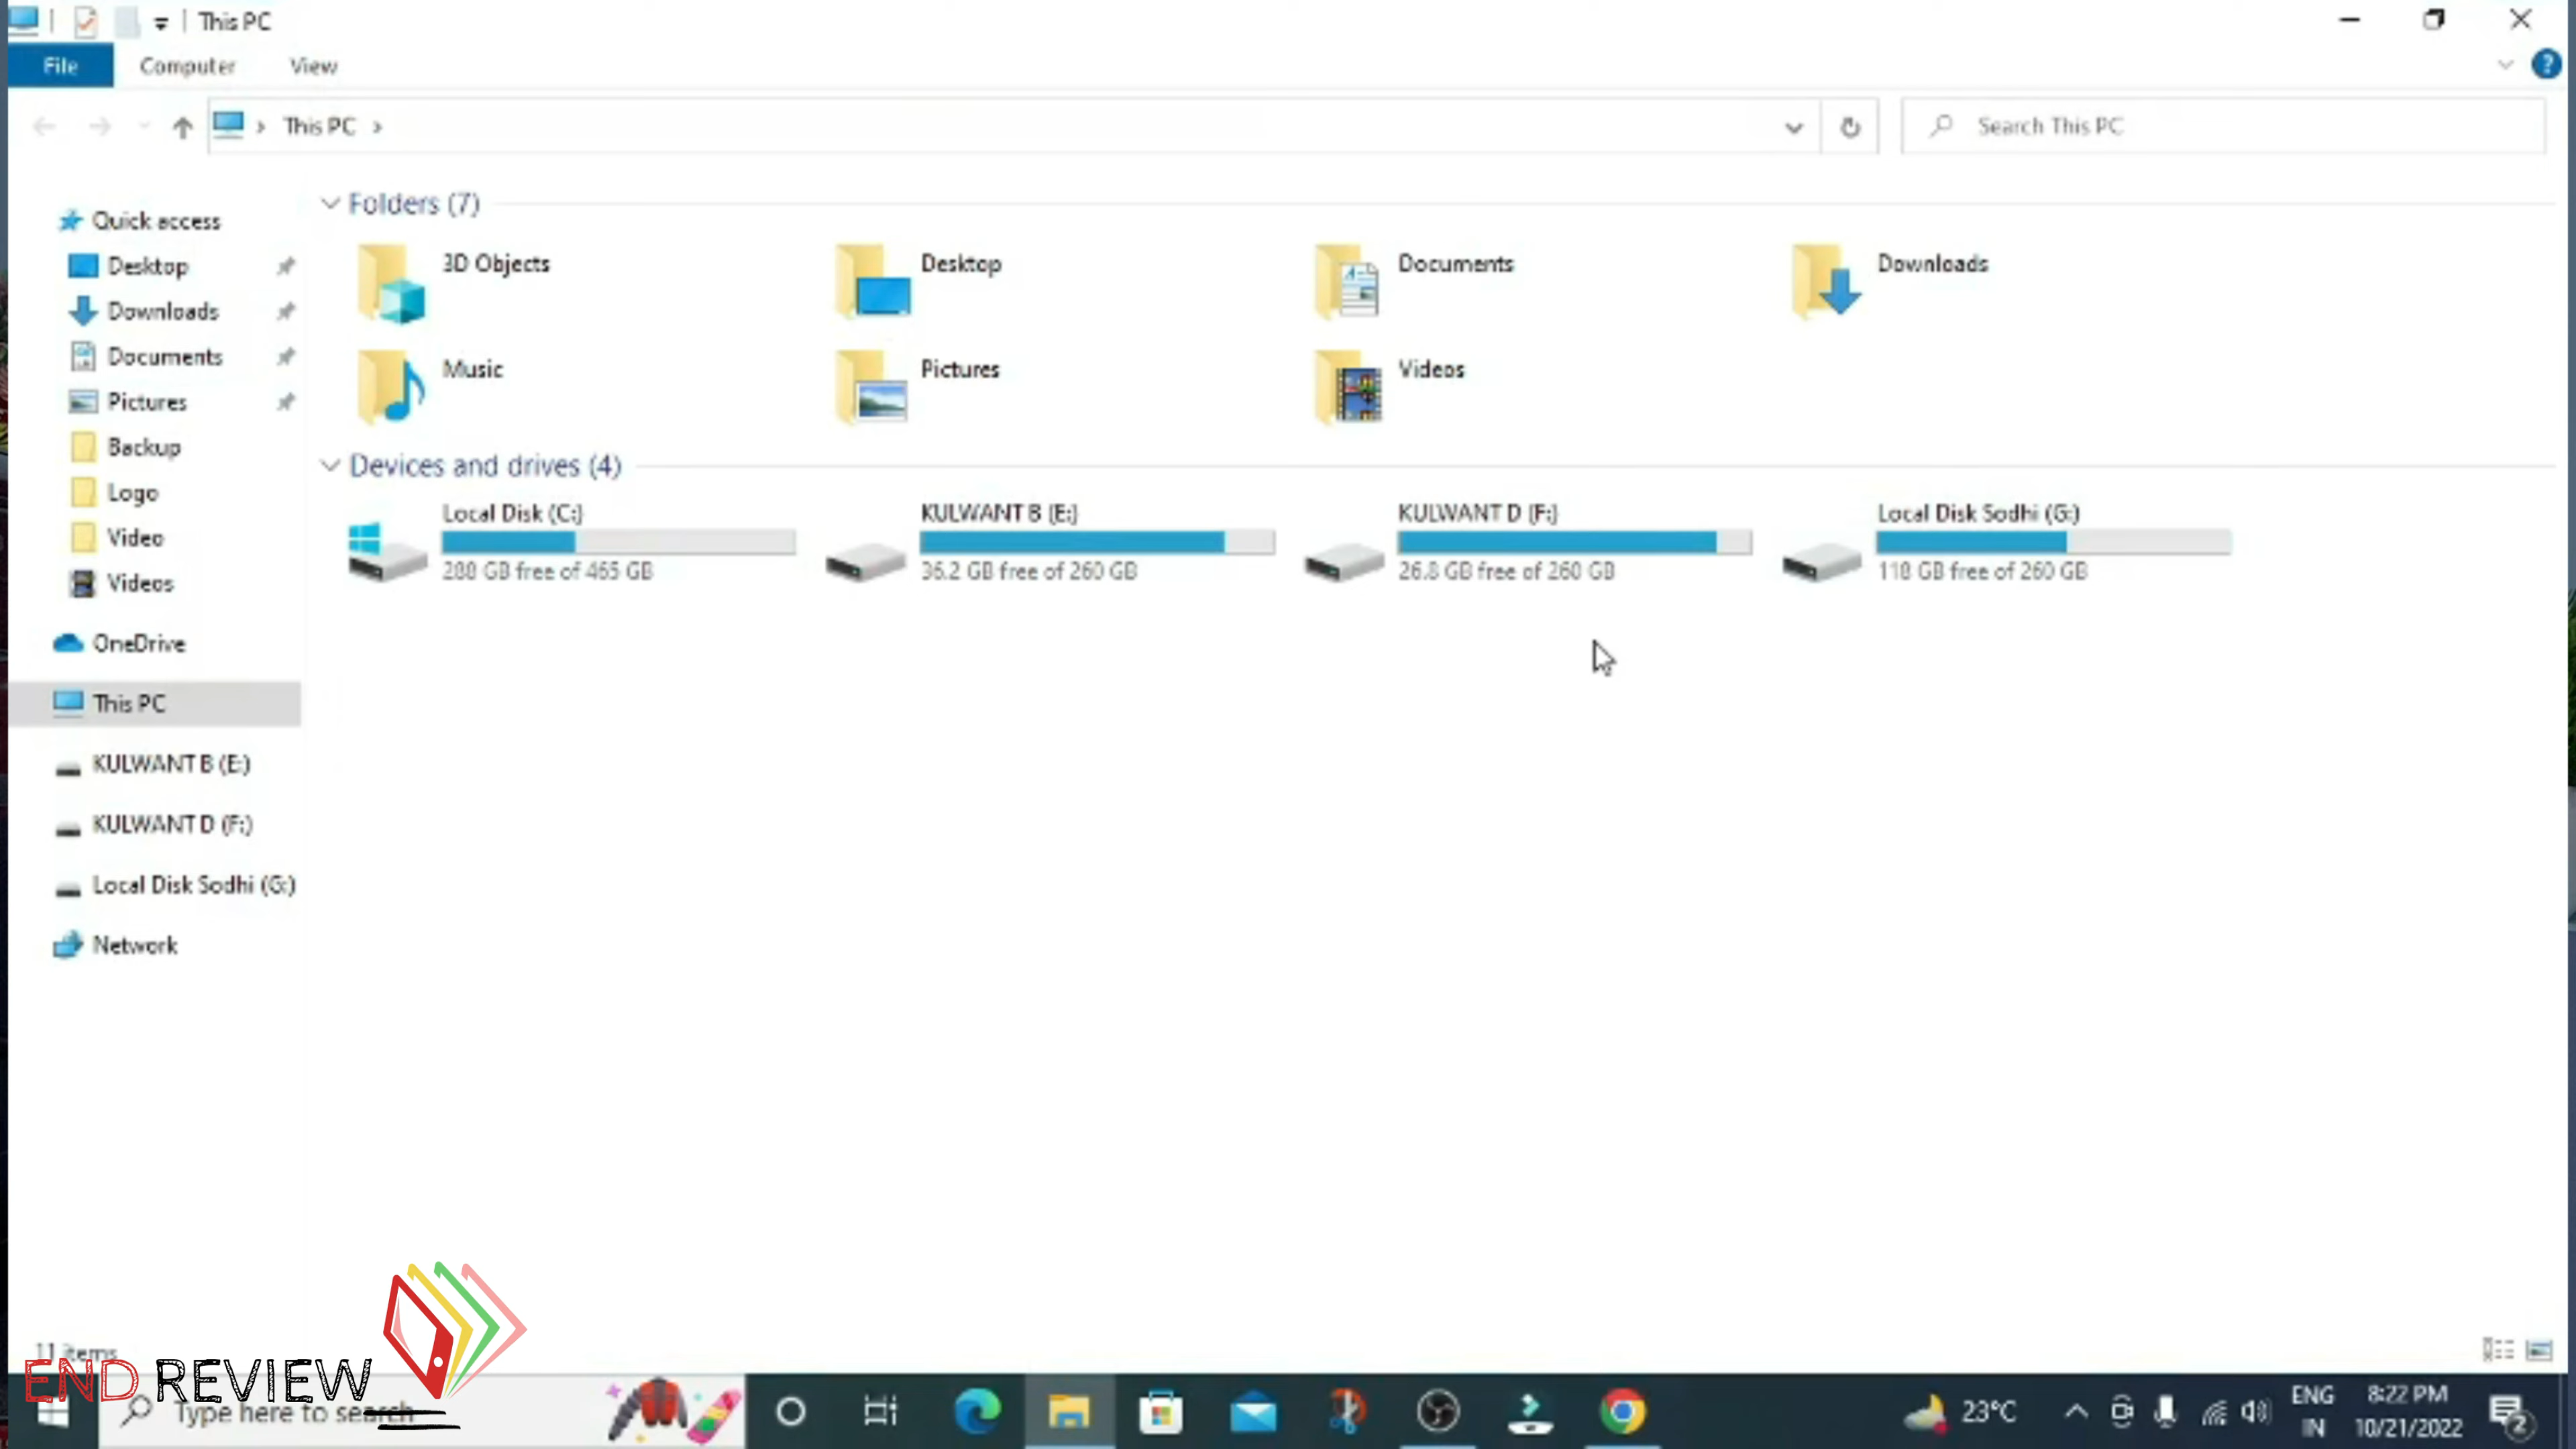 This PC
File Computer View
This PC
Search This PC
Quick access
Desktop
Downloads
Documents
Pictures
Backup
Logo
Video
Videos
OneDrive
This PC
KULWANT B (E:)
KULWANT D (F:)
Local Disk Sodhi (G:)
Network
Folders (7)
3D Objects
Desktop
Documents
Downloads
Music
Pictures
Videos
Devices and drives (4)
Local Disk (C:)
288 GB free of 465 GB
KULWANT B (E:)
36.2 GB free of 260 GB
KULWANT D (F:)
26.8 GB free of 260 GB
Local Disk Sodhi (G:)
118 GB free of 260 GB
11 items
END REVIEW
Type here to search
23°C
ENG
IN
8:22 PM
10/21/2022
2